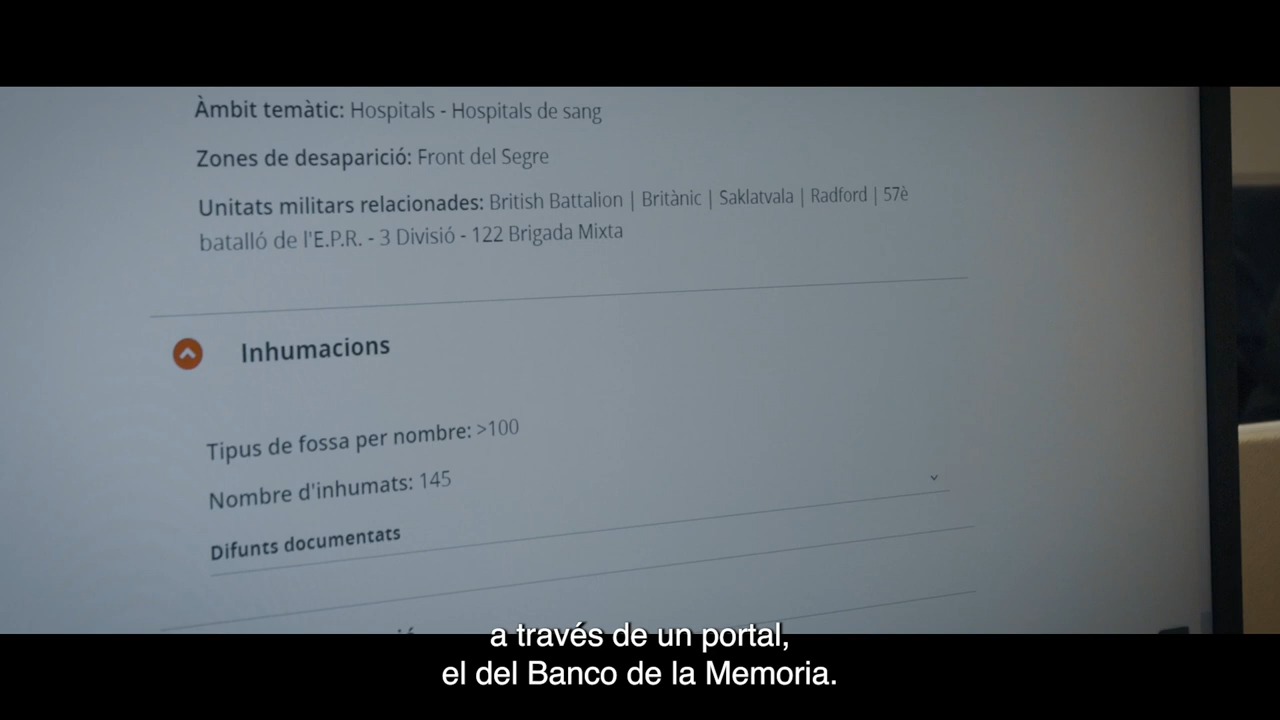 Àmbit temàtic: Hospitals - Hospitals de sang
Zones de desaparició: Front del Segre
Unitats militars relacionades: British Battalion | Britànic | Saklatvala | Radford | 57è
batalló de l'E.P.R. - 3 Divisió - 122 Brigada Mixta
Inhumacions
Tipus de fossa per nombre: >100
Nombre d'inhumats: 145
Difunts documentats
a través de un portal,
el del Banco de la Memoria.